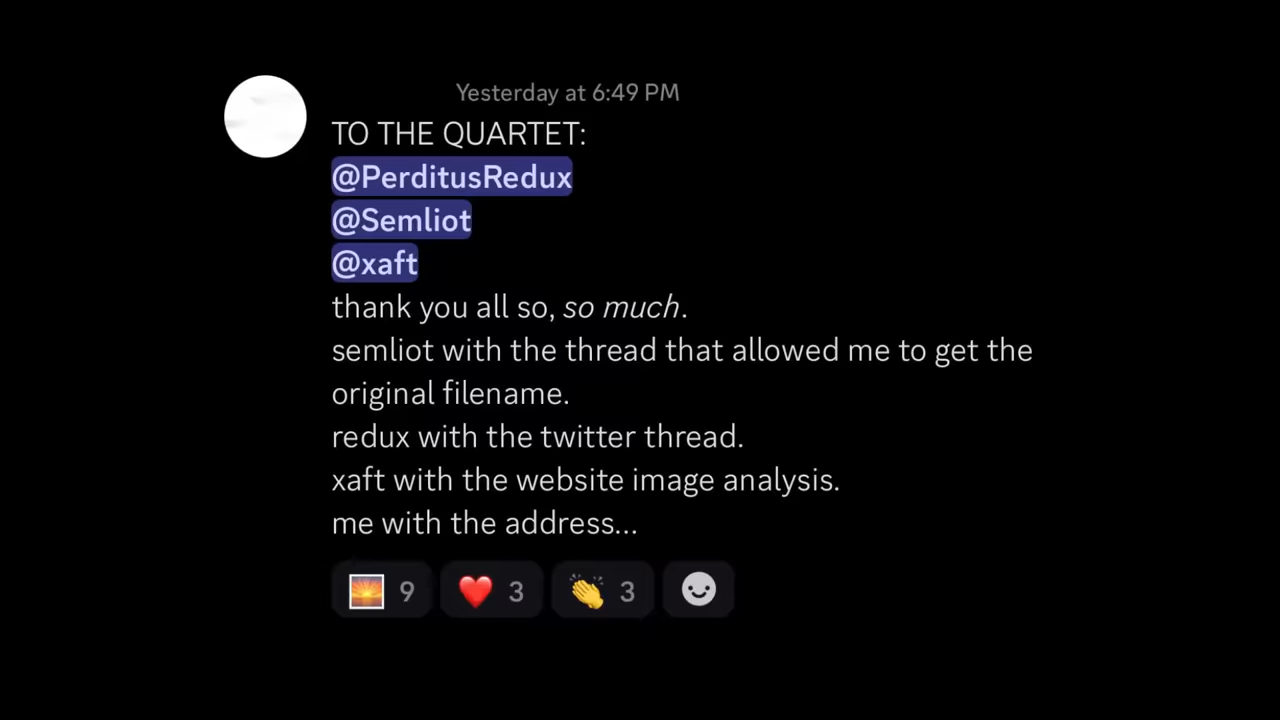 Yesterday at 6:49 PM
TO THE QUARTET:
@PerditusRedux
@Semliot
@xaft
thank you all so, so much.
semliot with the thread that allowed me to get the
original filename.
redux with the twitter thread.
xaft with the website image analysis.
me with the address...
9 3 3